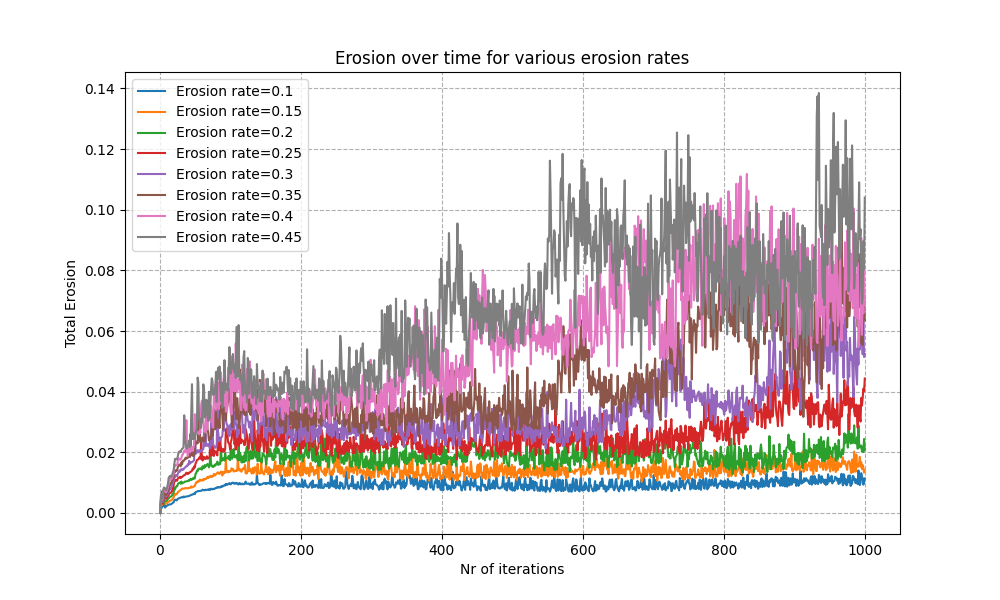 Erosion over time for various erosion rates
0.14
0.12
0.10
0.08
0.06
0.04
0.02
0.00
Total Erosion
Erosion rate=0.1
Erosion rate=0.15
Erosion rate=0.2
Erosion rate=0.25
Erosion rate=0.3
Erosion rate=0.35
Erosion rate=0.4
Erosion rate=0.45
0 200 400 600 800 1000
Nr of iterations